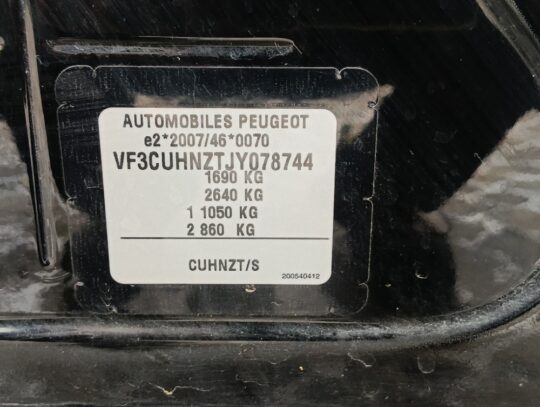 AUTOMOBILES PEUGEOT
e2*2007/46*0070
VF3CUHNZTJY078744
1690 KG
2640 KG
1 1050 KG
2 860 KG
CUHNZT/S
200540412